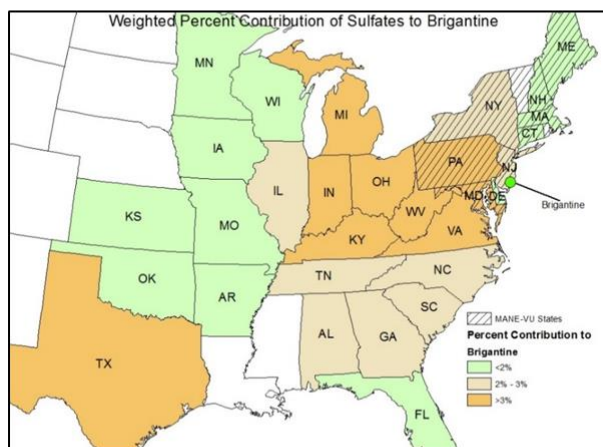 Weighted Percent Contribution of Sulfates to Brigantine
ME
MN
NH
WI
NY
MA
MI
CT
IA
PA
NJ
OH
IL
IN
MD
DE
Brigantine
WV
KS
MO
VA
KY
TN
NC
OK
AR
SC
AL
GA
TX
FL
MANE-VU States
Percent Contribution to
Brigantine
<2%
2% - 3%
>3%